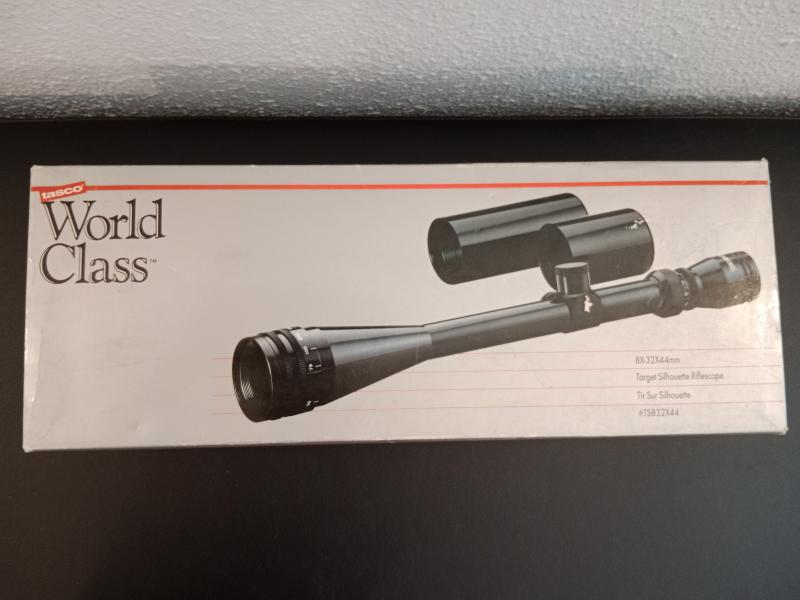 tasco
World
Class™
8X-32X44mm
Target Silhouette Riflescope
Tir Sur Silhouette
#TS832X44